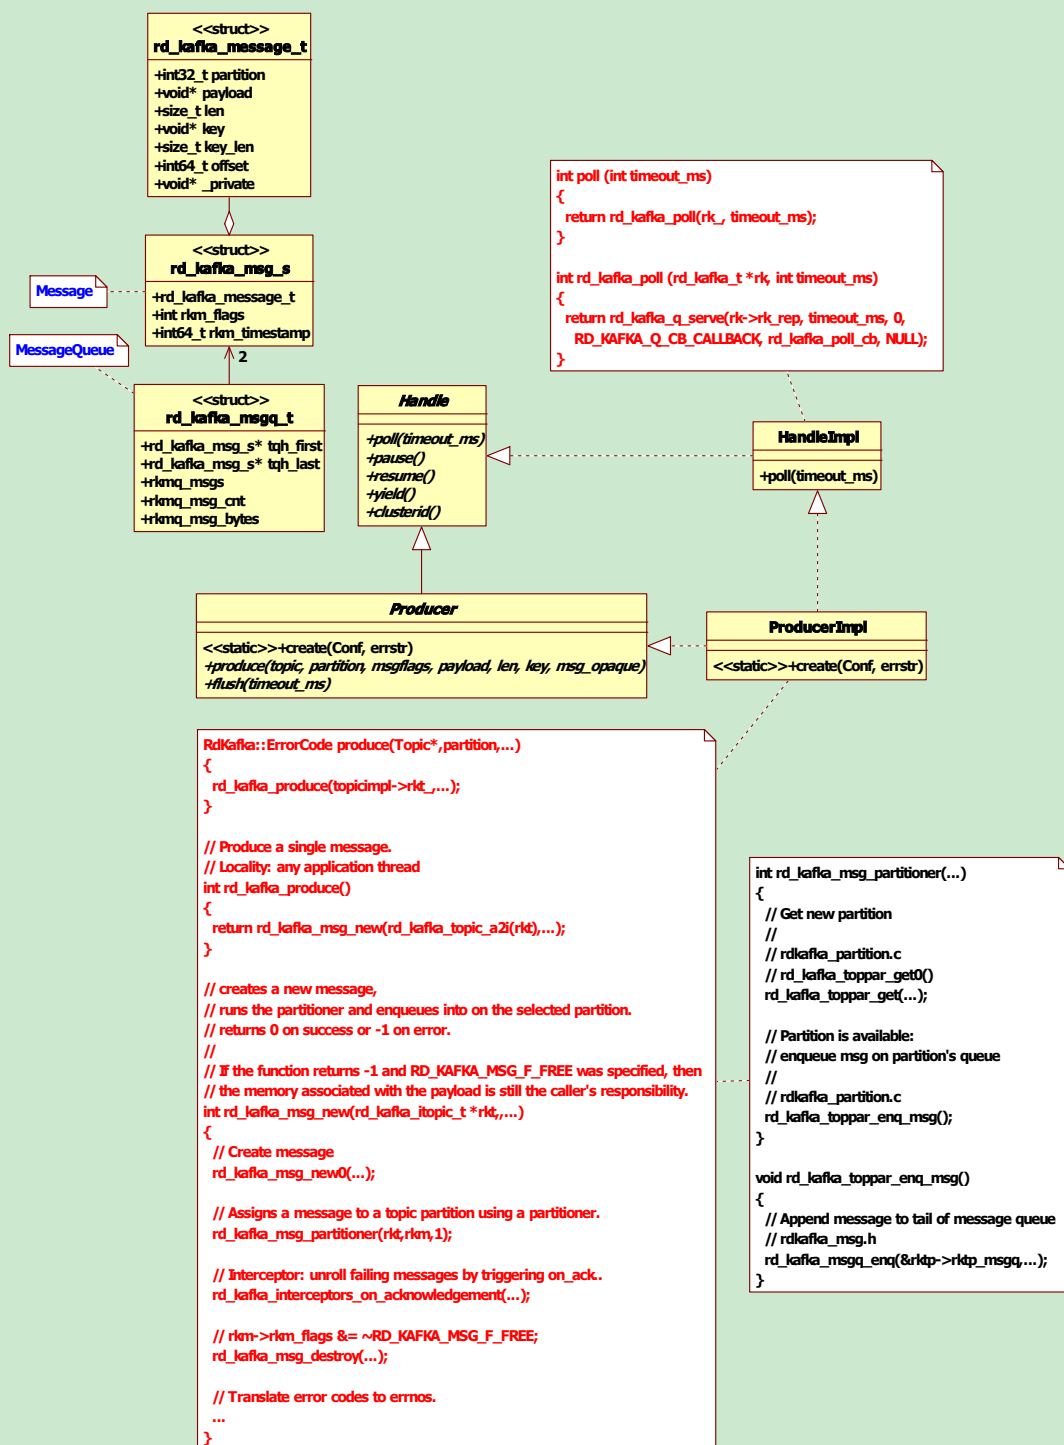 <<struct>>
rd_kafka_message_t
+int32_t partition
+void* payload
+size_t len
+void* key
+size_t key_len
+int64_t offset
+void* _private
<<struct>>
rd_kafka_msg_s
+rd_kafka_message_t
+int rkm_flags
+int64_t rkm_timestamp
Message
MessageQueue
2
<<struct>>
rd_kafka_msgq_t
+rd_kafka_msg_s* tqh_first
+rd_kafka_msg_s* tqh_last
+rkmq_msgs
+rkmq_msg_cnt
+rkmq_msg_bytes
int poll (int timeout_ms)
{
return rd_kafka_poll(rk_, timeout_ms);
}
int rd_kafka_poll (rd_kafka_t *rk, int timeout_ms)
{
return rd_kafka_q_serve(rk->rk_rep, timeout_ms, 0,
RD_KAFKA_Q_CB_CALLBACK, rd_kafka_poll_cb, NULL);
}
Handle
+poll(timeout_ms)
+pause()
+resume()
+yield()
+clusterid()
HandleImpl
+poll(timeout_ms)
Producer
<<static>>+create(Conf, errstr)
+produce(topic, partition, msgflags, payload, len, key, msg_opaque)
+flush(timeout_ms)
ProducerImpl
<<static>>+create(Conf, errstr)
RdKafka::ErrorCode produce(Topic*,partition,...)
{
rd_kafka_produce(topicimpl->rkt_,...);
}
// Produce a single message.
// Locality: any application thread
int rd_kafka_produce()
{
return rd_kafka_msg_new(rd_kafka_topic_a2i(rkt),...);
}
// creates a new message,
// runs the partitioner and enqueues into on the selected partition.
// returns 0 on success or -1 on error.
//
// If the function returns -1 and RD_KAFKA_MSG_F_FREE was specified, then
// the memory associated with the payload is still the caller's responsibility.
int rd_kafka_msg_new(rd_kafka_itopic_t *rkt,,...)
{
// Create message
rd_kafka_msg_new0(...);
// Assigns a message to a topic partition using a partitioner.
rd_kafka_msg_partitioner(rkt,rkm,1);
// Interceptor: unroll failing messages by triggering on_ack..
rd_kafka_interceptors_on_acknowledgement(...);
// rkm->rkm_flags &= ~RD_KAFKA_MSG_F_FREE;
rd_kafka_msg_destroy(...);
// Translate error codes to errnos.
...
}
int rd_kafka_msg_partitioner(...)
{
// Get new partition
//
// rdkafka_partition.c
// rd_kafka_toppar_get0()
rd_kafka_toppar_get(...);
// Partition is available:
// enqueue msg on partition's queue
//
// rdkafka_partition.c
rd_kafka_toppar_enq_msg();
}
void rd_kafka_toppar_enq_msg()
{
// Append message to tail of message queue
// rdkafka_msg.h
rd_kafka_msgq_enq(&rktp->rktp_msgq,...);
}